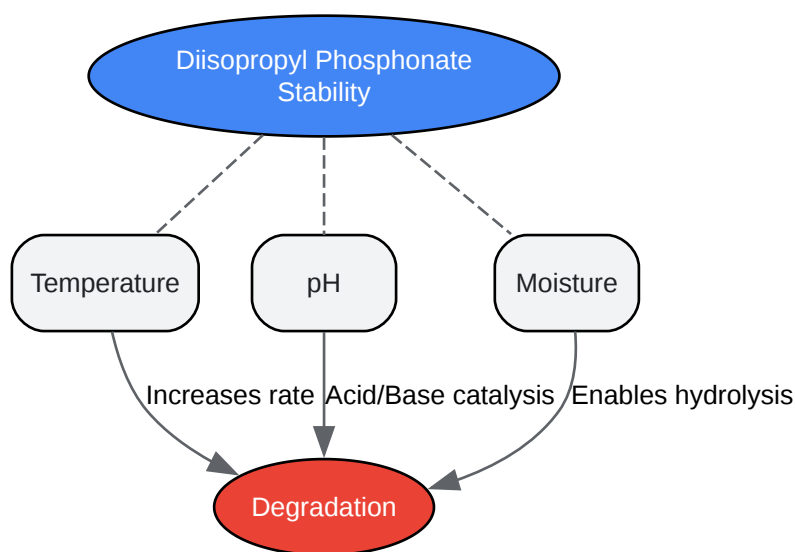 Diisopropyl Phosphonate
Stability
Temperature
pH
Moisture
Increases rate
Acid/Base catalysis
Enables hydrolysis
Degradation